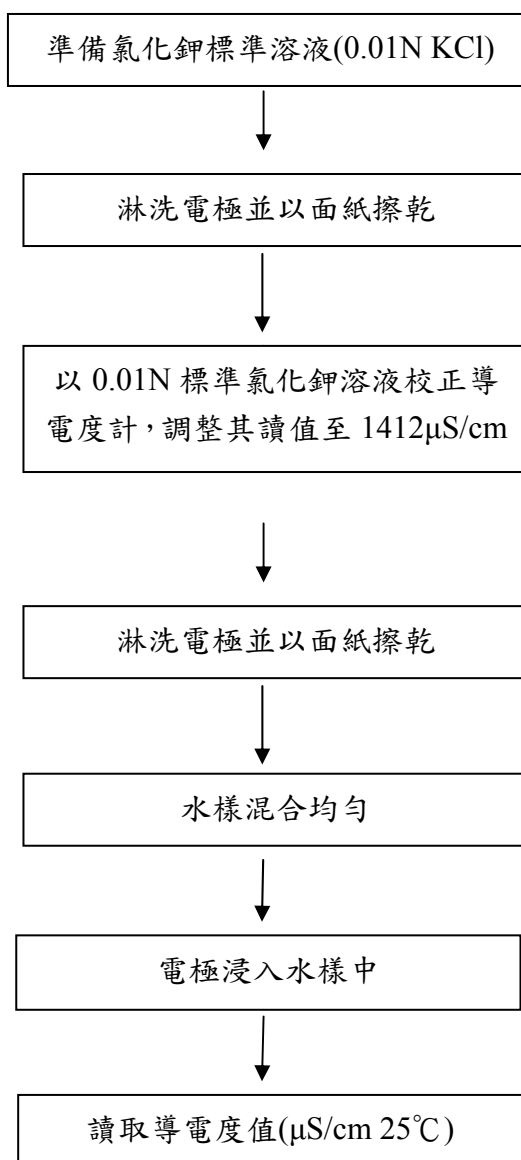 準備氯化鉀標準溶液(0.01N KCl)
淋洗電極並以面紙擦乾
以 0.01N 標準氯化鉀溶液校正導
電度計，調整其讀值至 1412μS/cm
淋洗電極並以面紙擦乾
水樣混合均勻
電極浸入水樣中
讀取導電度值(μS/cm 25℃)